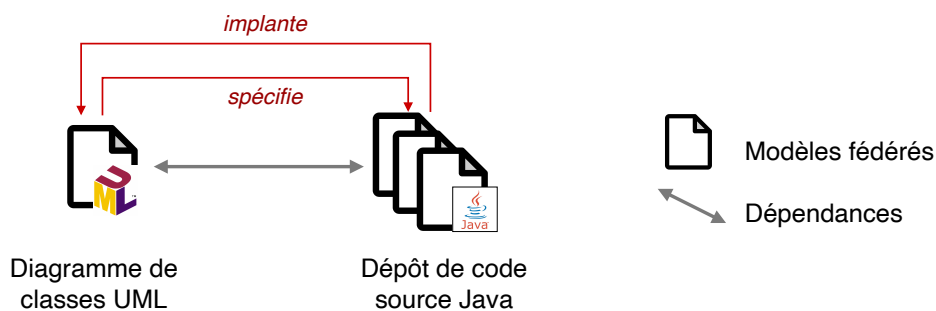 implante
spécifie
UML
Java
Modèles fédérés
Dépendances
Diagramme de
classes UML
Dépôt de code
source Java